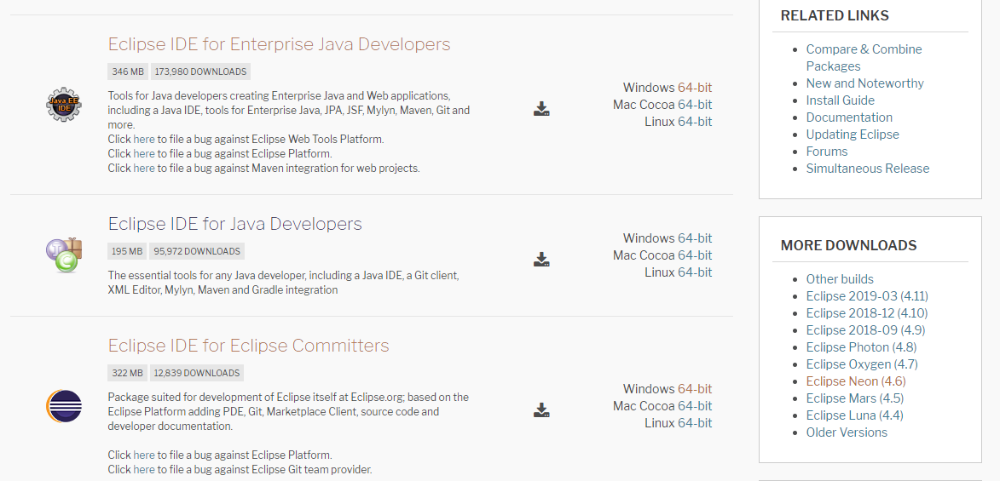 Eclipse IDE for Enterprise Java Developers
346 MB 173,980 DOWNLOADS
Java EE
IDE
Tools for Java developers creating Enterprise Java and Web applications,
including a Java IDE, tools for Enterprise Java, JPA, JSF, Mylyn, Maven, Git and
more.
Click here to file a bug against Eclipse Web Tools Platform.
Click here to file a bug against Eclipse Platform.
Click here to file a bug against Maven integration for web projects.
Windows 64-bit
Mac Cocoa 64-bit
Linux 64-bit
Eclipse IDE for Java Developers
195 MB 95,972 DOWNLOADS
The essential tools for any Java developer, including a Java IDE, a Git client,
XML Editor, Mylyn, Maven and Gradle integration
Windows 64-bit
Mac Cocoa 64-bit
Linux 64-bit
Eclipse IDE for Eclipse Committers
322 MB 12,839 DOWNLOADS
Package suited for development of Eclipse itself at Eclipse.org; based on the
Eclipse Platform adding PDE, Git, Marketplace Client, source code and
developer documentation.
Click here to file a bug against Eclipse Platform.
Click here to file a bug against Eclipse Git team provider.
Windows 64-bit
Mac Cocoa 64-bit
Linux 64-bit
RELATED LINKS
Compare & Combine
Packages
New and Noteworthy
Install Guide
Documentation
Updating Eclipse
Forums
Simultaneous Release
MORE DOWNLOADS
Other builds
Eclipse 2019-03 (4.11)
Eclipse 2018-12 (4.10)
Eclipse 2018-09 (4.9)
Eclipse Photon (4.8)
Eclipse Oxygen (4.7)
Eclipse Neon (4.6)
Eclipse Mars (4.5)
Eclipse Luna (4.4)
Older Versions